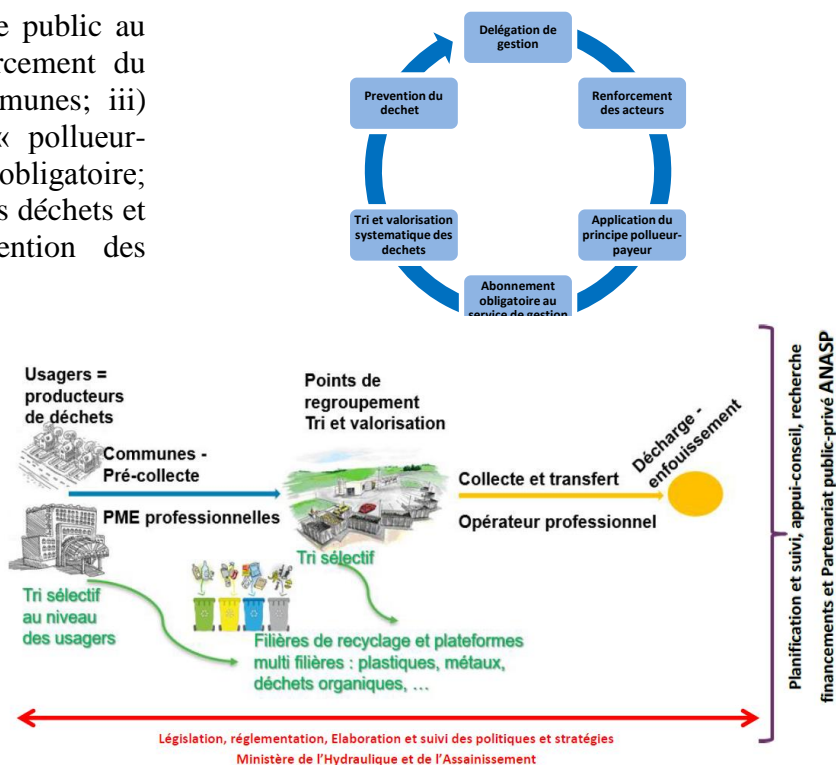 e public au
rcement du
munes; iii)
« pollueur-
obligatoire;
s déchets et
ention des
Delégation de
gestion
Renforcement
des acteurs
Application du
principe pollueur-
payeur
Abonnement
obligatoire au
service de gestion
Tri et valorisation
systematique des
dechets
Prevention du
dechet
Usagers =
producteurs
de déchets
Communes -
Pré-collecte
PME professionnelles
Points de
regroupement
Tri et valorisation
Collecte et transfert
Opérateur professionnel
Décharge -
enfouissement
Tri sélectif
Tri sélectif
au niveau
des usagers
Filières de recyclage et plateformes
multi filières : plastiques, métaux,
déchets organiques, ...
Planification et suivi, appui-conseil, recherche
financements et Partenariat public-privé ANASP
Législation, réglementation, Elaboration et suivi des politiques et stratégies
Ministère de l'Hydraulique et de l'Assainissement